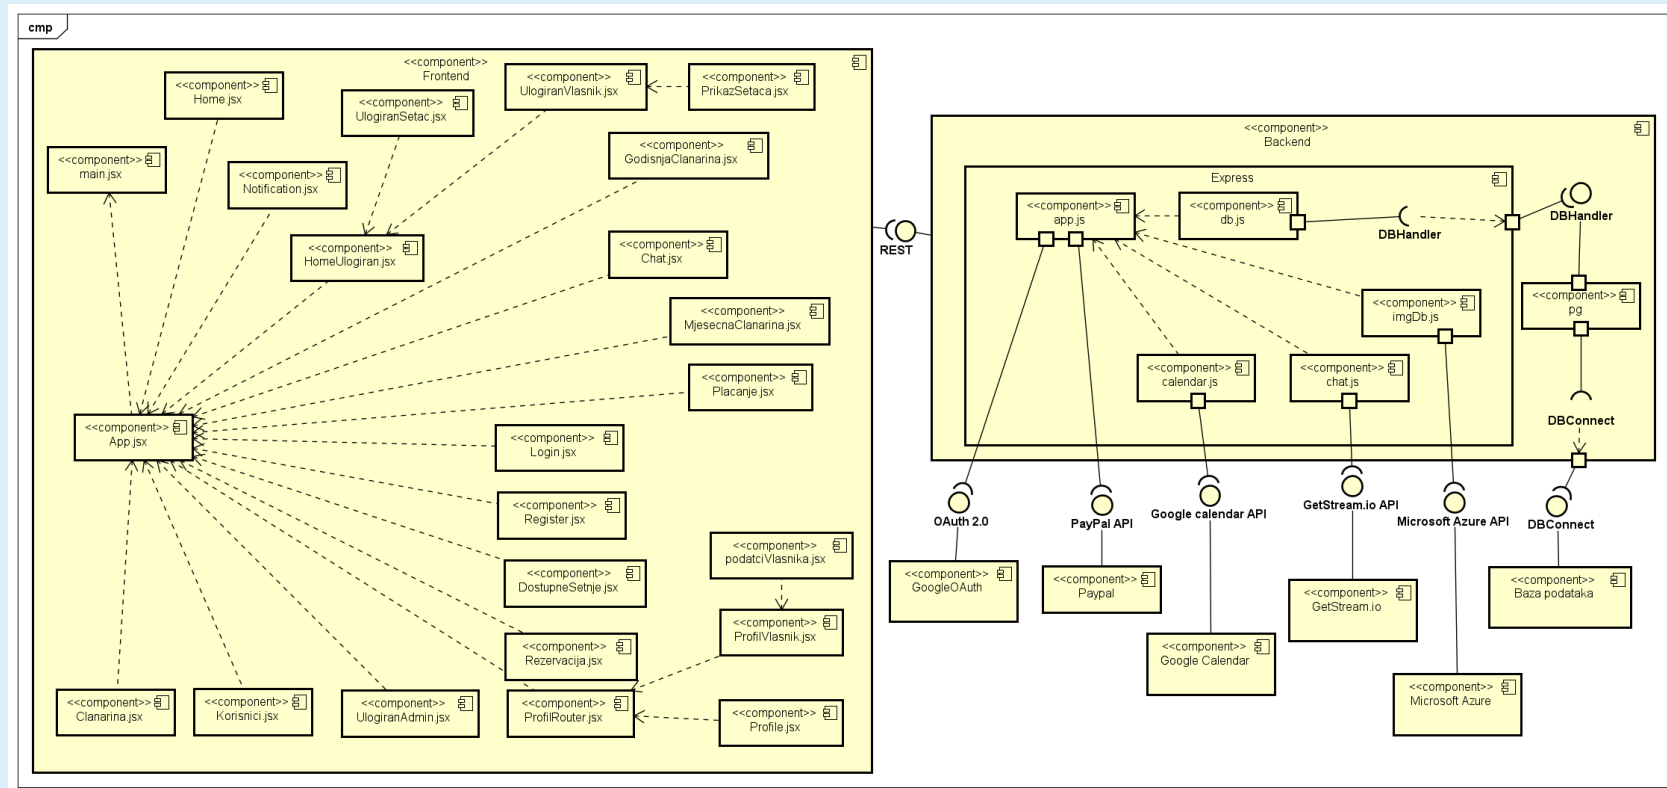 cmp
<<component>>
Frontend
<<component>>
Home.jsx
<<component>>
UlogiranSetac.jsx
<<component>>
UlogiranVlasnik.jsx
<<component>>
PrikazSetaca.jsx
<<component>>
main.jsx
<<component>>
Notification.jsx
<<component>>
GodisnjaClanarina.jsx
<<component>>
HomeUlogiran.jsx
<<component>>
Chat.jsx
<<component>>
MjesecnaClanarina.jsx
<<component>>
Placanje.jsx
<<component>>
App.jsx
<<component>>
Login.jsx
<<component>>
Register.jsx
<<component>>
DostupneSetnje.jsx
<<component>>
podatciVlasnika.jsx
<<component>>
ProfilVlasnik.jsx
<<component>>
Rezervacija.jsx
<<component>>
Clanarina.jsx
<<component>>
Korisnici.jsx
<<component>>
UlogiranAdmin.jsx
<<component>>
ProfilRouter.jsx
<<component>>
Profile.jsx
REST
<<component>>
Backend
Express
<<component>>
app.js
<<component>>
db.js
DBHandler
DBHandler
<<component>>
imgDb.js
<<component>>
pg
<<component>>
calendar.js
<<component>>
chat.js
DBConnect
OAuth 2.0
PayPal API
Google calendar API
GetStream.io API
Microsoft Azure API
DBConnect
<<component>>
GoogleOAuth
<<component>>
Paypal
<<component>>
Google Calendar
<<component>>
GetStream.io
<<component>>
Microsoft Azure
<<component>>
Baza podataka